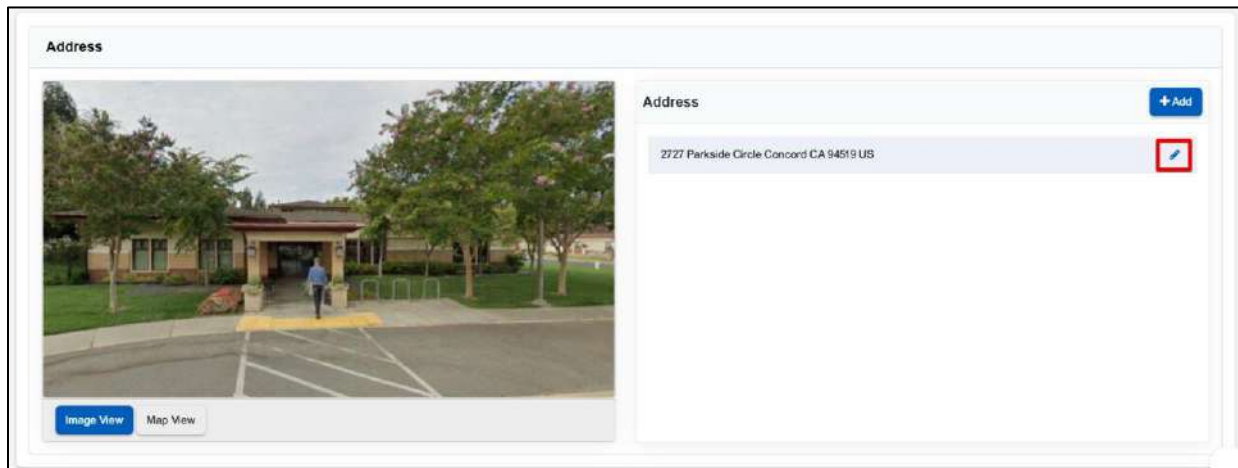 Address
Address
+ Add
2727 Parkside Circle Concord CA 94519 US
Image View
Map View